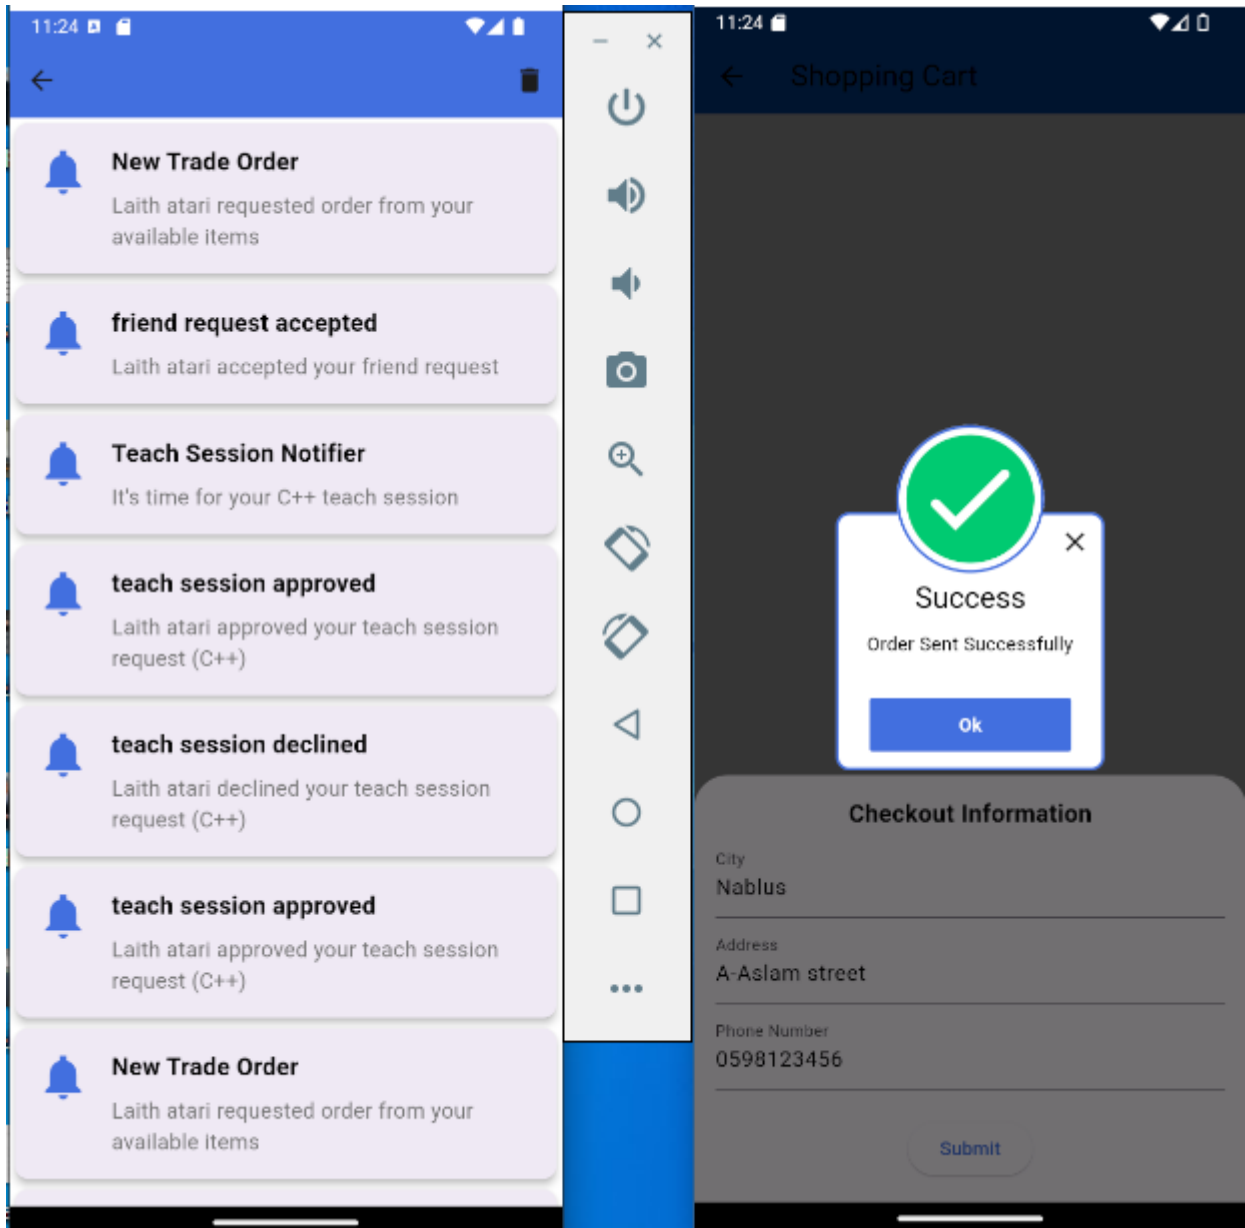 11:24
New Trade Order
Laith atari requested order from your
available items
friend request accepted
Laith atari accepted your friend request
Teach Session Notifier
It's time for your C++ teach session
teach session approved
Laith atari approved your teach session
request (C++)
teach session declined
Laith atari declined your teach session
request (C++)
teach session approved
Laith atari approved your teach session
request (C++)
New Trade Order
Laith atari requested order from your
available items
11:24
Shopping Cart
Success
Order Sent Successfully
Ok
Checkout Information
City
Nablus
Address
A-Aslam street
Phone Number
0598123456
Submit